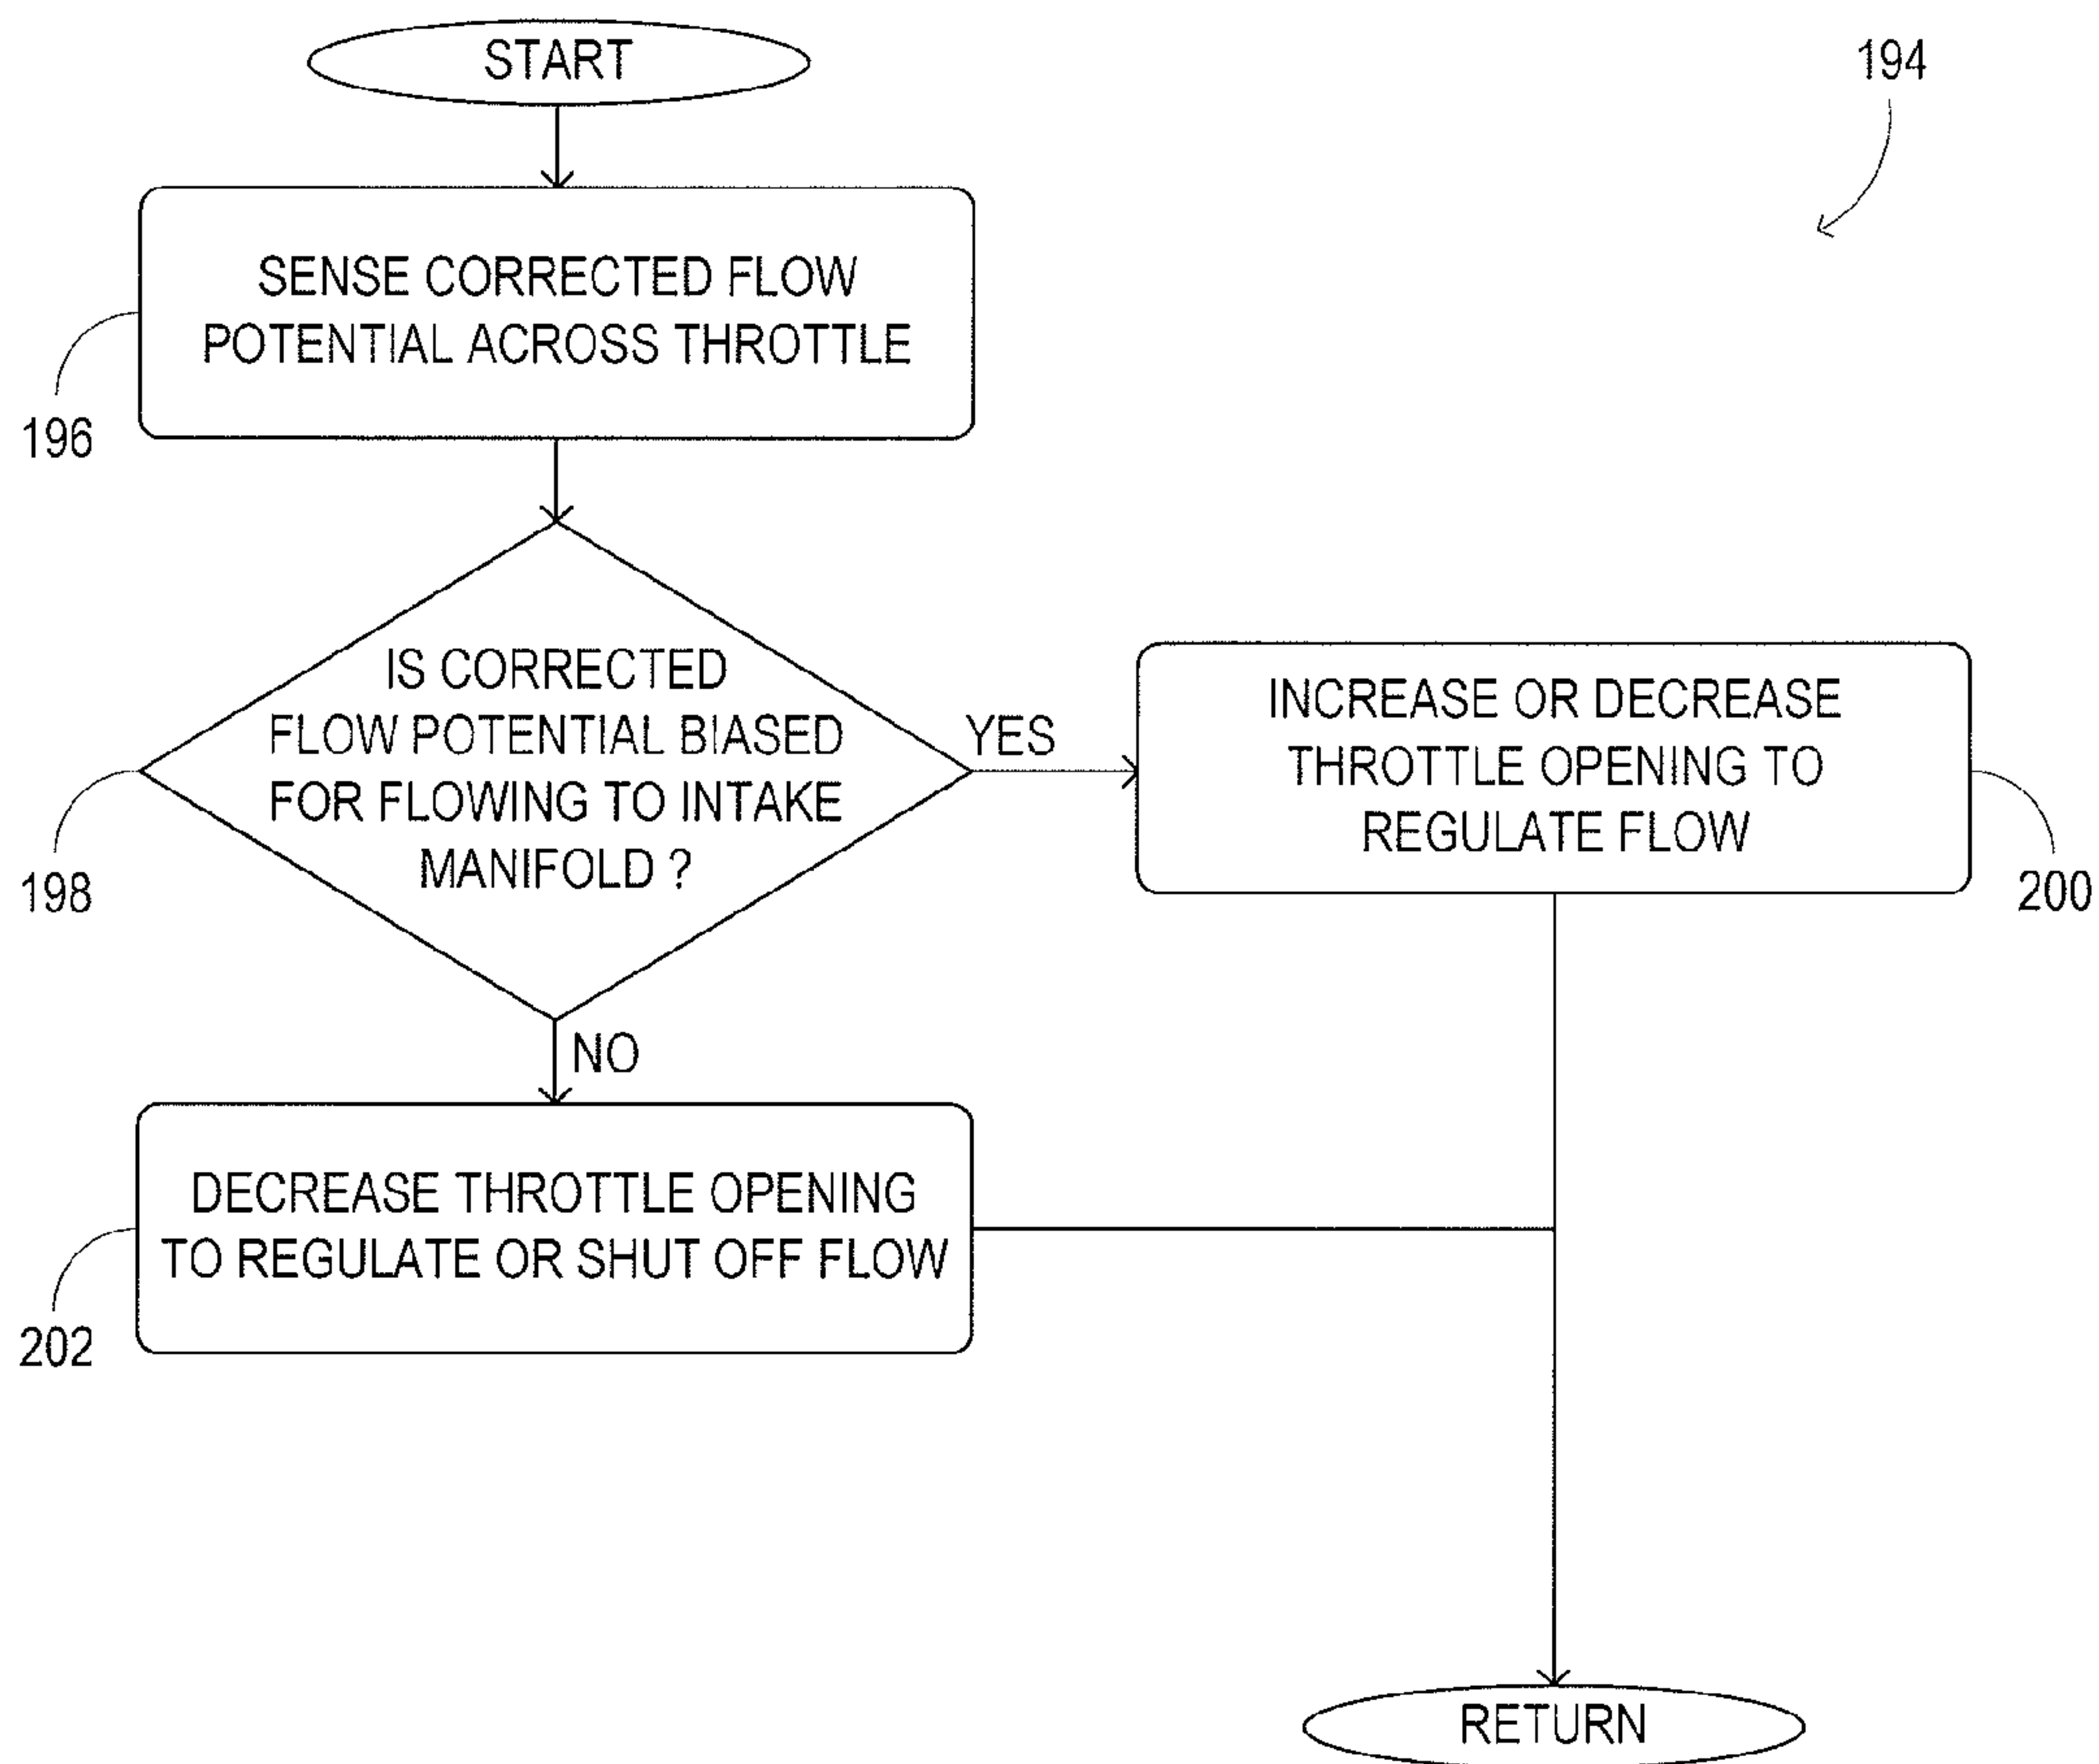 START
194
SENSE CORRECTED FLOW
POTENTIAL ACROSS THROTTLE
196
IS CORRECTED
FLOW POTENTIAL BIASED
FOR FLOWING TO INTAKE
MANIFOLD ?
198
YES
INCREASE OR DECREASE
THROTTLE OPENING TO
REGULATE FLOW
200
NO
DECREASE THROTTLE OPENING
TO REGULATE OR SHUT OFF FLOW
202
RETURN